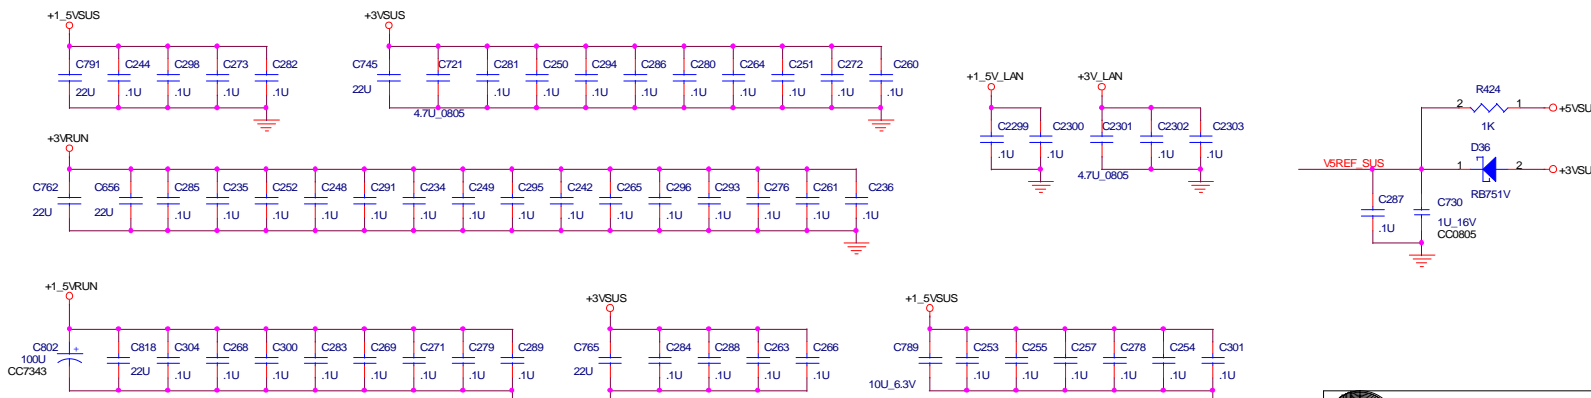 +1_5VSUS
C791 C244 C298 C273 C282
22U .1U .1U .1U .1U
+3VSUS
C745 C721 C281 C250 C294 C286 C280 C264 C251 C272 C260
22U 4.7U_0805 .1U .1U .1U .1U .1U .1U .1U .1U .1U
+1_5V_LAN
C2299 C2300
.1U .1U
+3V_LAN
C2301 C2302 C2303
4.7U_0805 .1U .1U
R424
2 1 +5VSU
1K
D36
V5REF_SUS 1 2 +3VSU
RB751V
C287 C730
.1U 1U_16V
CC0805
+3VRUN
C762 C656 C285 C235 C252 C248 C291 C234 C249 C295 C242 C265 C296 C293 C276 C261 C236
22U 22U .1U .1U .1U .1U .1U .1U .1U .1U .1U .1U .1U .1U .1U .1U .1U
+1_5VRUN
C802 + C818 C304 C268 C300 C283 C269 C271 C279 C289
100U 22U .1U .1U .1U .1U .1U .1U .1U .1U
CC7343
+3VSUS
C765 C284 C288 C263 C266
22U .1U .1U .1U .1U
+1_5VSUS
C789 C253 C255 C257 C278 C254 C301
10U_6.3V .1U .1U .1U .1U .1U .1U